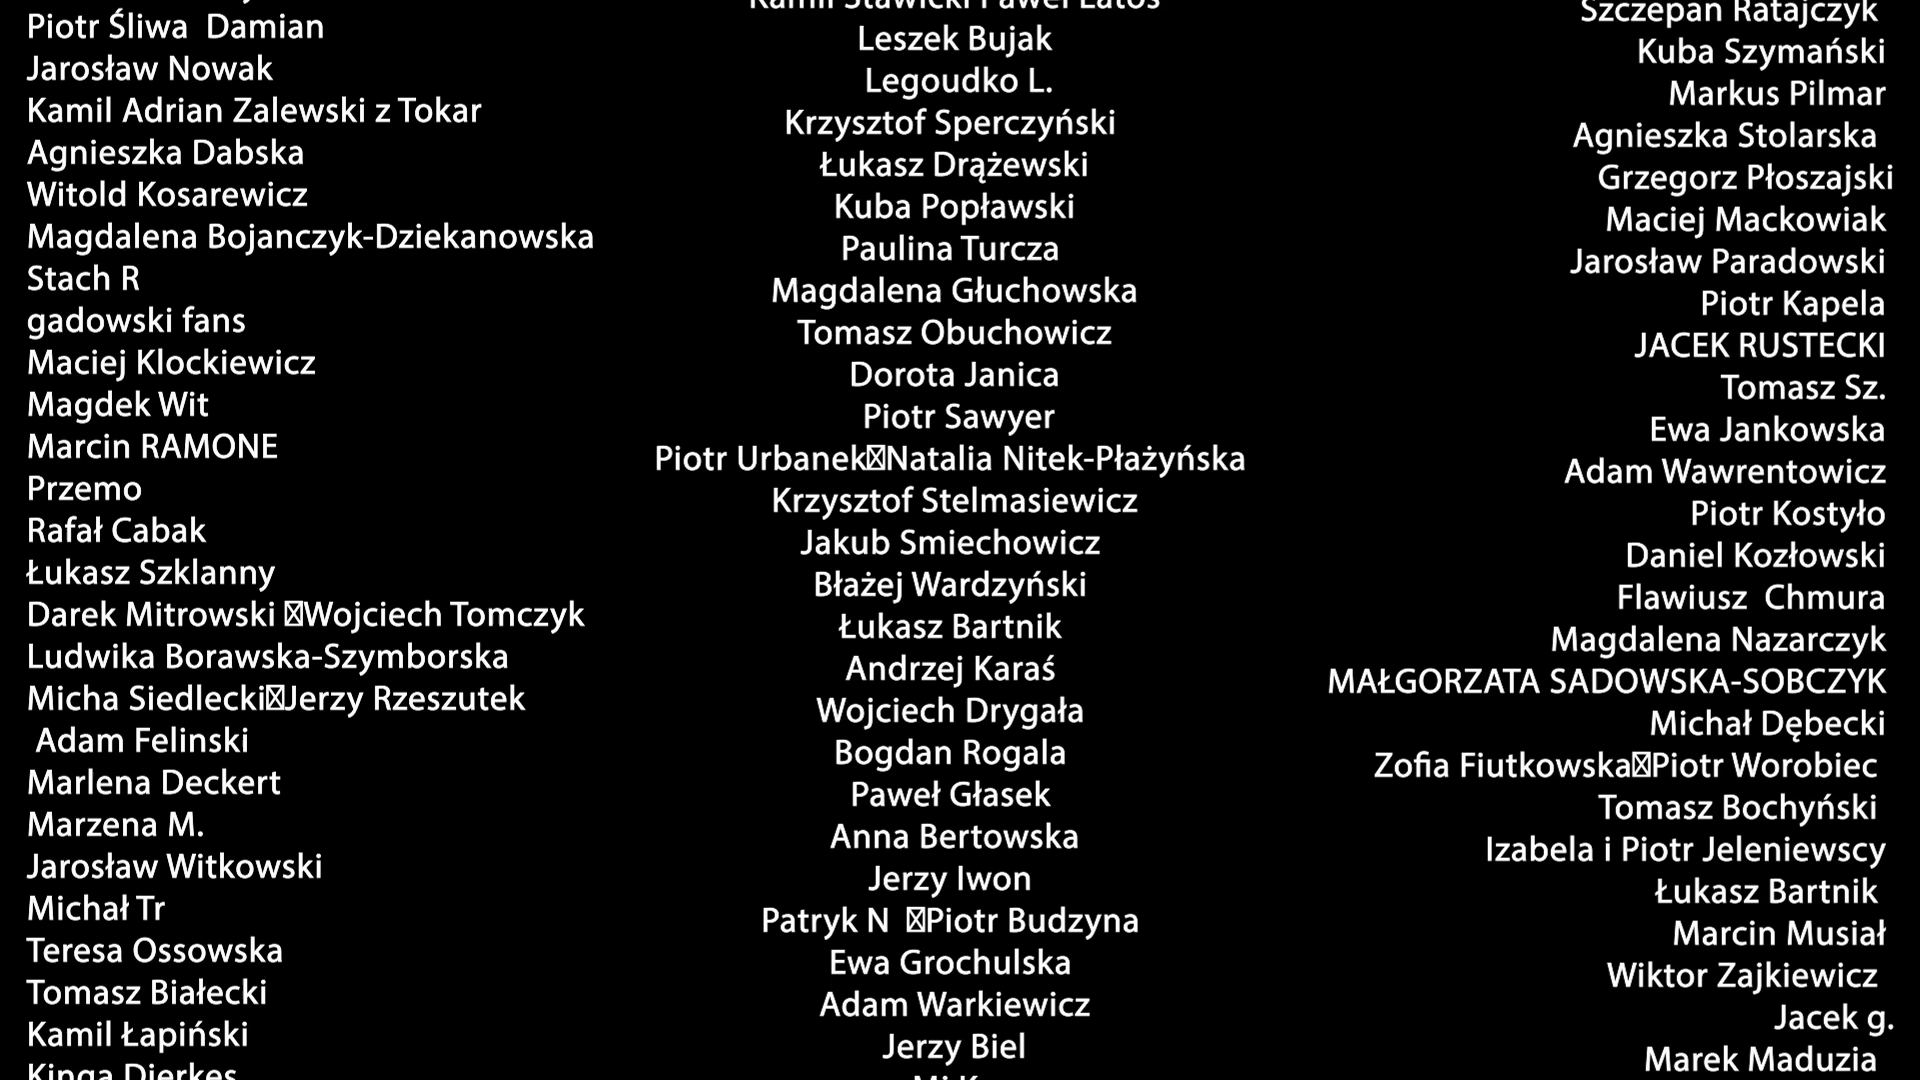 Piotr Śliwa  Damian
Jarosław Nowak
Kamil Adrian Zalewski z Tokar
Agnieszka Dabska
Witold Kosarewicz
Magdalena Bojanczyk-Dziekanowska
Stach R
gadowski fans
Maciej Klockiewicz
Magdek Wit
Marcin RAMONE
Przemo
Rafał Cabak
Łukasz Szklanny
Darek Mitrowski Wojciech Tomczyk
Ludwika Borawska-Szymborska
Micha Siedlecki Jerzy Rzeszutek
Adam Felinski
Marlena Deckert
Marzena M.
Jarosław Witkowski
Michał Tr
Teresa Ossowska
Tomasz Białecki
Kamil Łapiński
Kinga Dierkes
Kamil Stawicki Paweł Łatos
Leszek Bujak
Legoudko L.
Krzysztof Sperczyński
Łukasz Drążewski
Kuba Popławski
Paulina Turcza
Magdalena Głuchowska
Tomasz Obuchowicz
Dorota Janica
Piotr Sawyer
Piotr Urbanek Natalia Nitek-Płażyńska
Krzysztof Stelmasiewicz
Jakub Smiechowicz
Błażej Wardzyński
Łukasz Bartnik
Andrzej Karaś
Wojciech Drygała
Bogdan Rogala
Paweł Głasek
Anna Bertowska
Jerzy Iwon
Patryk N  Piotr Budzyna
Ewa Grochulska
Adam Warkiewicz
Jerzy Biel
Szczepan Ratajczyk
Kuba Szymański
Markus Pilmar
Agnieszka Stolarska
Grzegorz Płoszajski
Maciej Mackowiak
Jarosław Paradowski
Piotr Kapela
JACEK RUSTECKI
Tomasz Sz.
Ewa Jankowska
Adam Wawrentowicz
Piotr Kostyło
Daniel Kozłowski
Flawiusz  Chmura
Magdalena Nazarczyk
MAŁGORZATA SADOWSKA-SOBCZYK
Michał Dębecki
Zofia Fiutkowska Piotr Worobiec
Tomasz Bochyński
Izabela i Piotr Jeleniewscy
Łukasz Bartnik
Marcin Musiał
Wiktor Zajkiewicz
Jacek g.
Marek Maduzia